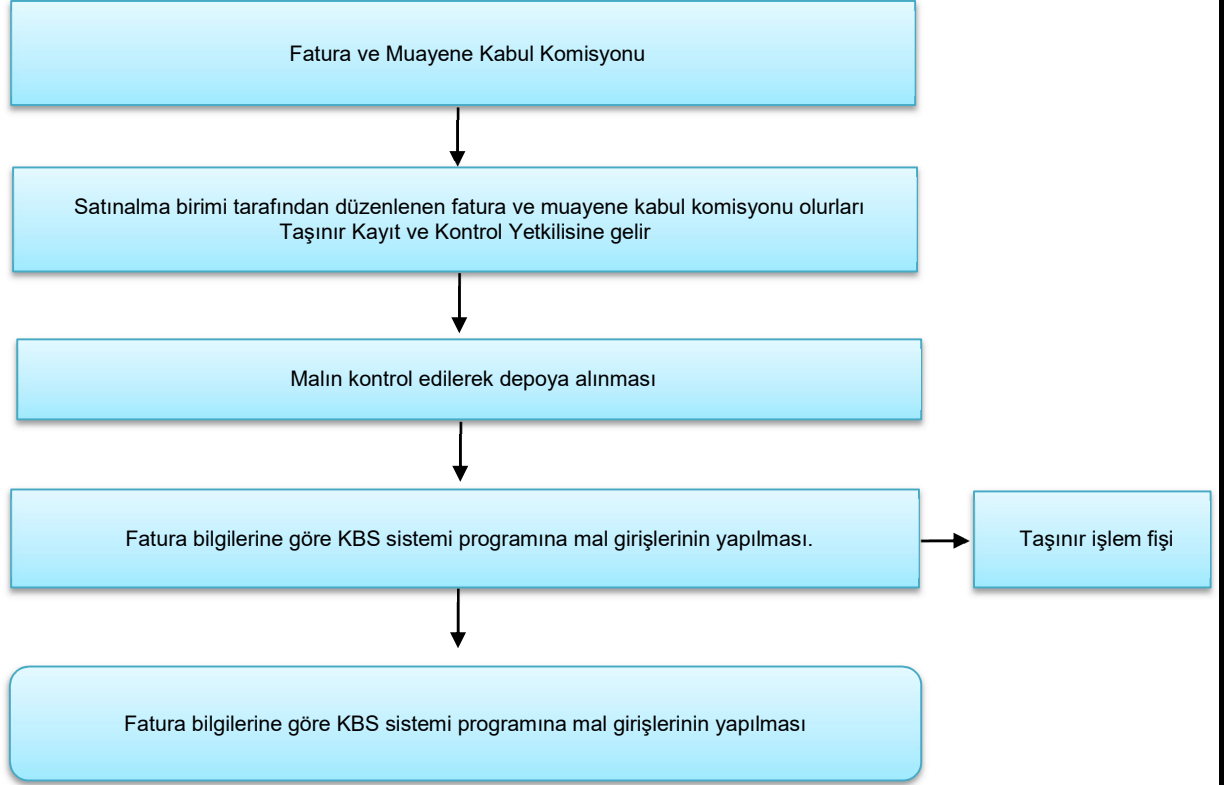 Fatura ve Muayene Kabul Komisyonu
Satınalma birimi tarafından düzenlenen fatura ve muayene kabul komisyonu olurları
Taşınır Kayıt ve Kontrol Yetkilisine gelir
Malın kontrol edilerek depoya alınması
Fatura bilgilerine göre KBS sistemi programına mal girişlerinin yapılması.
Taşınır işlem fişi
Fatura bilgilerine göre KBS sistemi programına mal girişlerinin yapılması